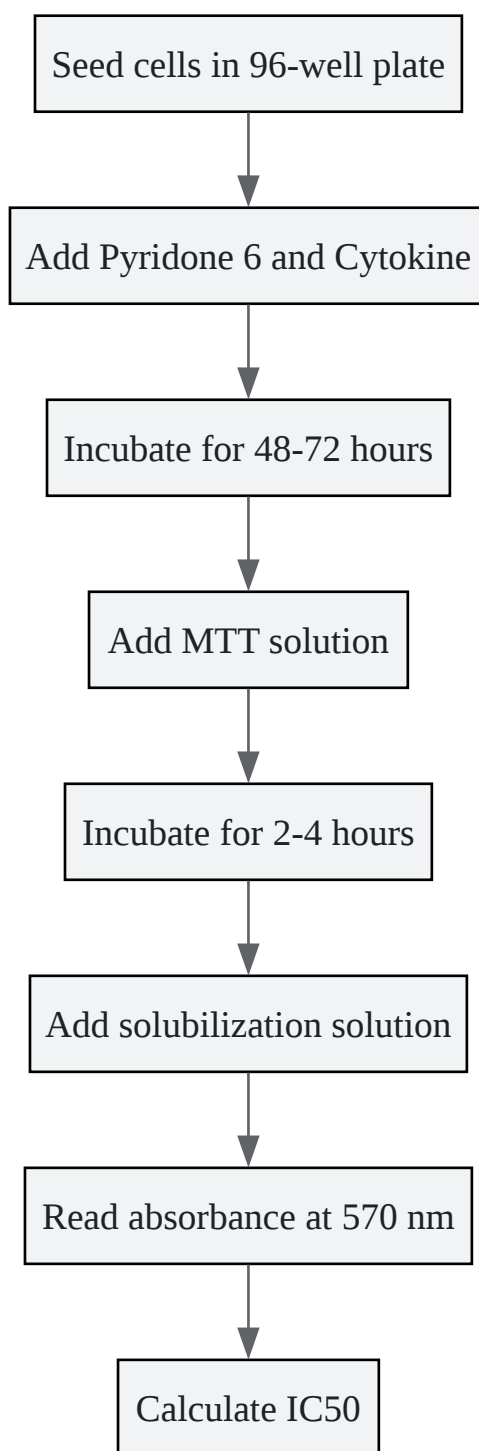 Seed cells in 96-well plate
Add Pyridone 6 and Cytokine
Incubate for 48-72 hours
Add MTT solution
Incubate for 2-4 hours
Add solubilization solution
Read absorbance at 570 nm
Calculate IC50